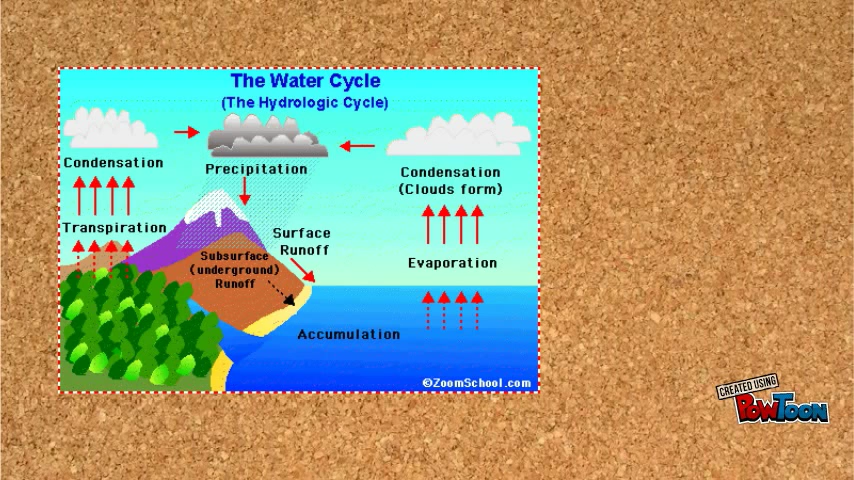 The Water Cycle
(The Hydrologic Cycle)
Condensation
Precipitation
Condensation
(Clouds form)
Transpiration
Surface
Runoff
Subsurface
(underground)
Runoff
Evaporation
Accumulation
©ZoomSchool.com
CREATED USING
POWTOON